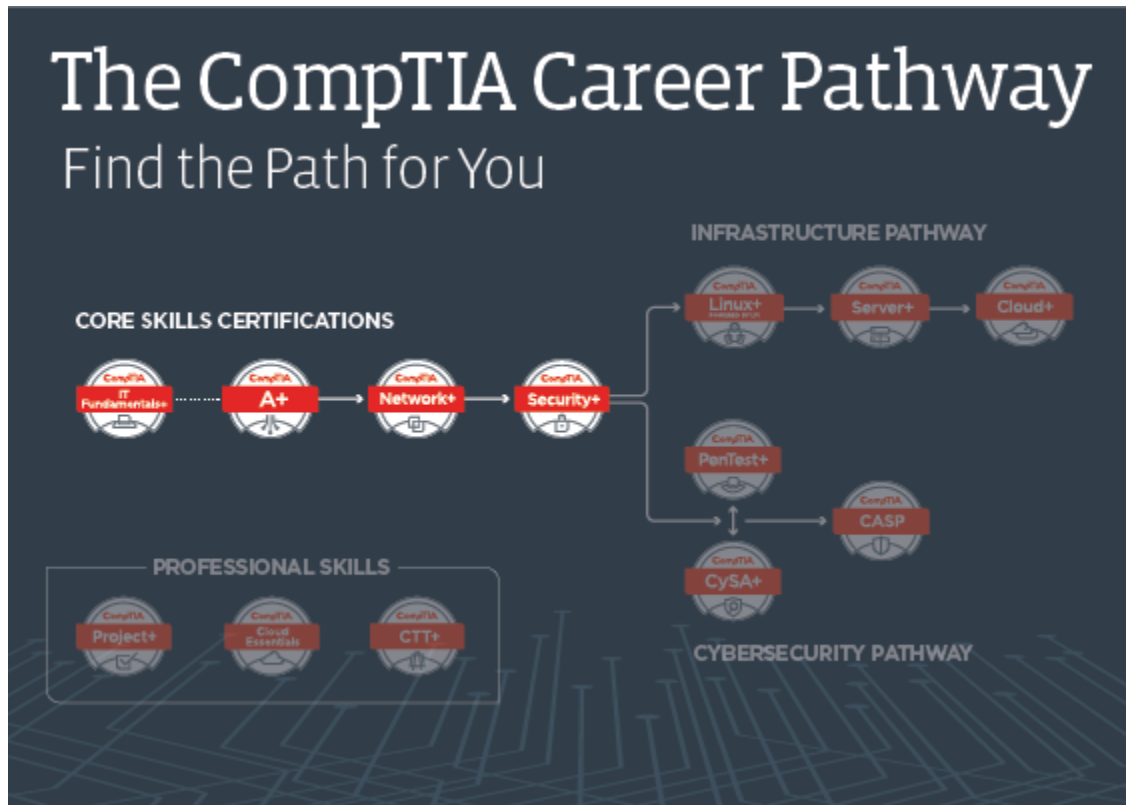 The CompTIA Career Pathway
Find the Path for You
INFRASTRUCTURE PATHWAY
CompTIA
Linux+
CompTIA
Server+
CompTIA
Cloud+
CORE SKILLS CERTIFICATIONS
CompTIA
IT
Fundamentals+
CompTIA
A+
CompTIA
Network+
CompTIA
Security+
CompTIA
PenTest+
CompTIA
CASP
CompTIA
CySA+
CYBERSECURITY PATHWAY
PROFESSIONAL SKILLS
CompTIA
Project+
CompTIA
Cloud
Essentials
CompTIA
CTT+